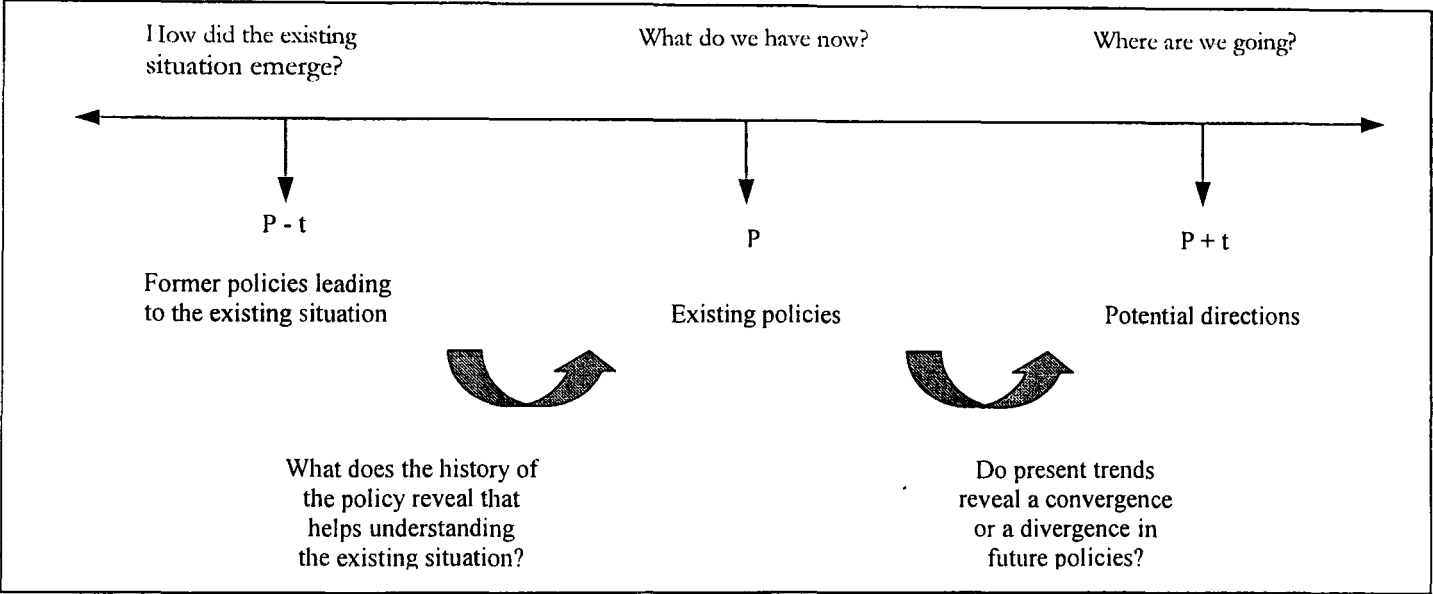 How did the existing
situation emerge?
What do we have now?
Where are we going?
P - t
P
P + t
Former policies leading
to the existing situation
Existing policies
Potential directions
What does the history of
the policy reveal that
helps understanding
the existing situation?
Do present trends
reveal a convergence
or a divergence in
future policies?